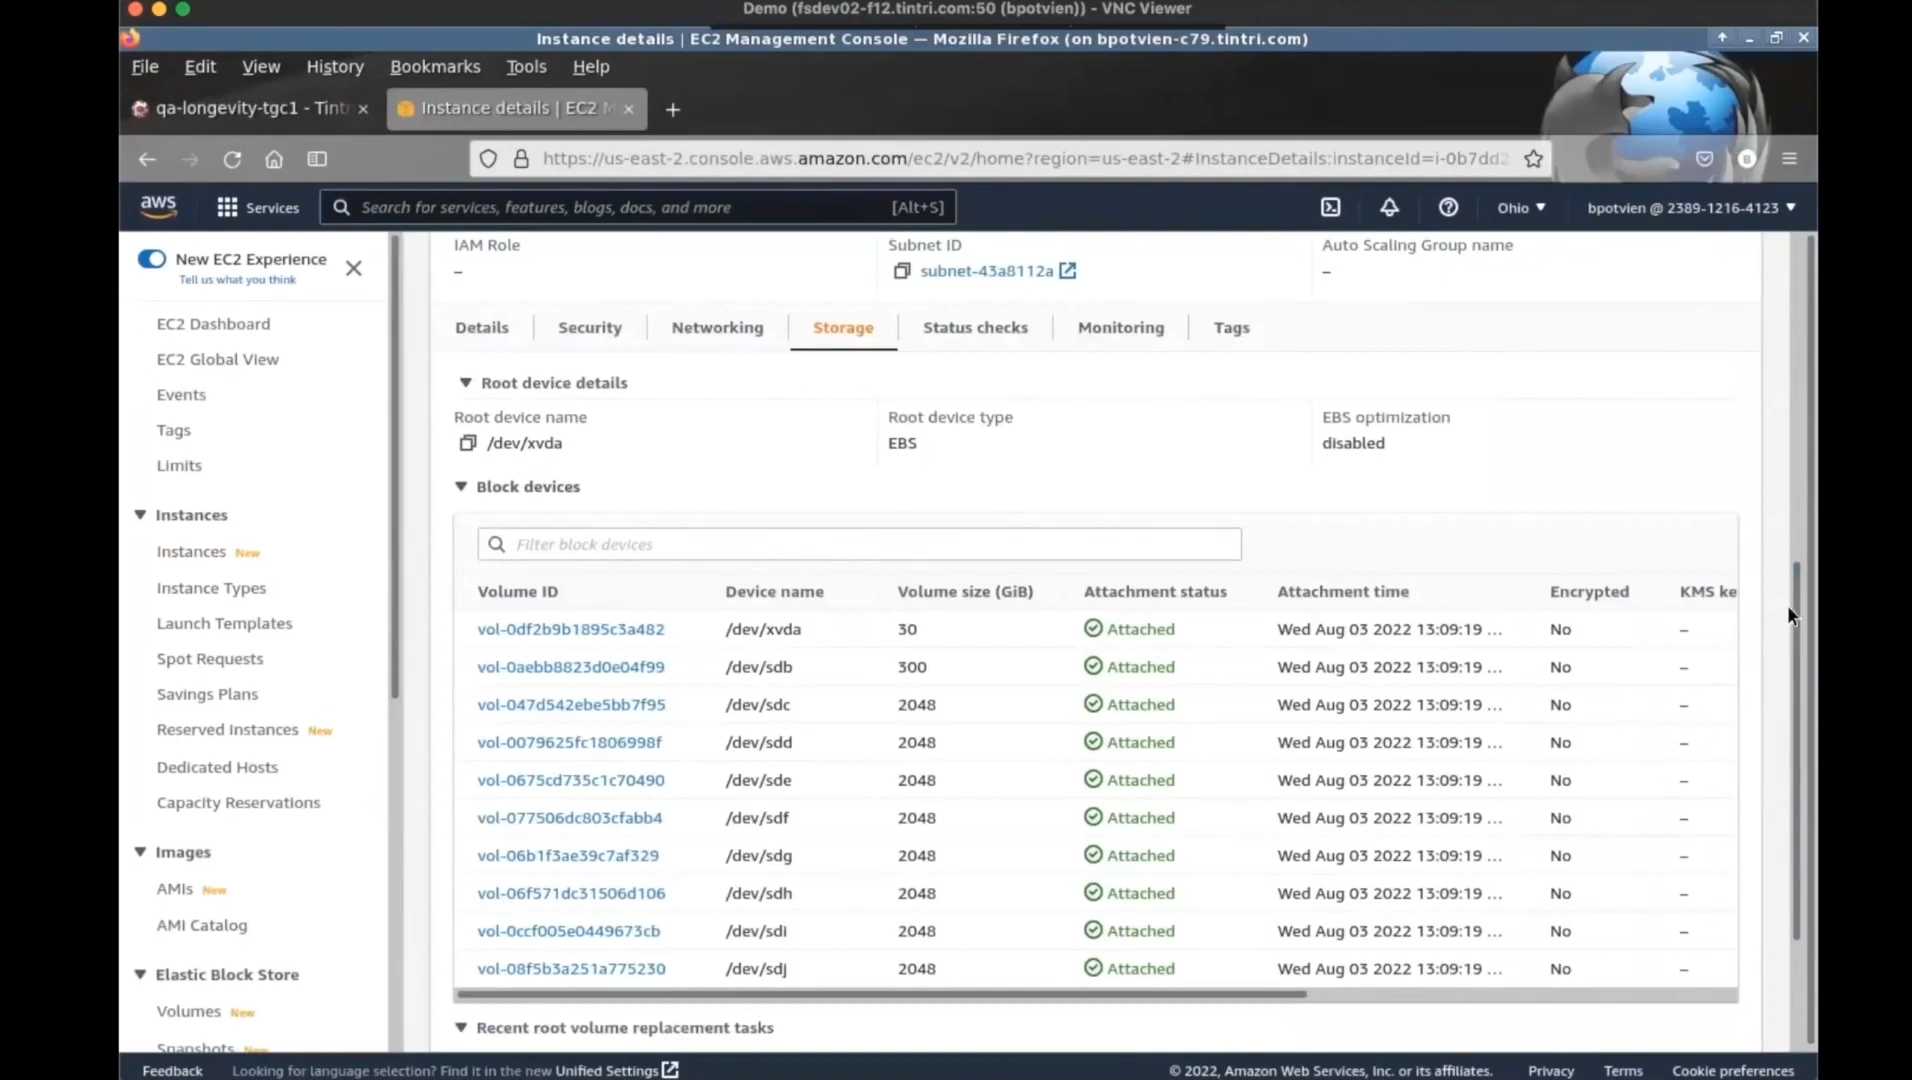 Demo (fsdev02-f12.tintri.com:50 (bpotvien)) - VNC Viewer
Instance details | EC2 Management Console — Mozilla Firefox (on bpotvien-c79.tintri.com)
File Edit View History Bookmarks Tools Help
qa-longevity-tgc1 - Tintr Instance details | EC2 M
https://us-east-2.console.aws.amazon.com/ec2/v2/home?region=us-east-2#InstanceDetails:instanceId=i-0b7dd2
aws Services Search for services, features, blogs, docs, and more [Alt+S] Ohio bpotvien @ 2389-1216-4123
New EC2 Experience
Tell us what you think
EC2 Dashboard
EC2 Global View
Events
Tags
Limits
Instances
Instances New
Instance Types
Launch Templates
Spot Requests
Savings Plans
Reserved Instances New
Dedicated Hosts
Capacity Reservations
Images
AMIs New
AMI Catalog
Elastic Block Store
Volumes New
Snapshots New
IAM Role Subnet ID Auto Scaling Group name
– subnet-43a8112a –
Details Security Networking Storage Status checks Monitoring Tags
Root device details
Root device name Root device type EBS optimization
/dev/xvda EBS disabled
Block devices
Filter block devices
Volume ID Device name Volume size (GiB) Attachment status Attachment time Encrypted KMS ke
vol-0df2b9b1895c3a482 /dev/xvda 30 Attached Wed Aug 03 2022 13:09:19 ... No –
vol-0aebb8823d0e04f99 /dev/sdb 300 Attached Wed Aug 03 2022 13:09:19 ... No –
vol-047d542ebe5bb7f95 /dev/sdc 2048 Attached Wed Aug 03 2022 13:09:19 ... No –
vol-0079625fc1806998f /dev/sdd 2048 Attached Wed Aug 03 2022 13:09:19 ... No –
vol-0675cd735c1c70490 /dev/sde 2048 Attached Wed Aug 03 2022 13:09:19 ... No –
vol-077506dc803cfabb4 /dev/sdf 2048 Attached Wed Aug 03 2022 13:09:19 ... No –
vol-06b1f3ae39c7af329 /dev/sdg 2048 Attached Wed Aug 03 2022 13:09:19 ... No –
vol-06f571dc31506d106 /dev/sdh 2048 Attached Wed Aug 03 2022 13:09:19 ... No –
vol-0ccf005e0449673cb /dev/sdi 2048 Attached Wed Aug 03 2022 13:09:19 ... No –
vol-08f5b3a251a775230 /dev/sdj 2048 Attached Wed Aug 03 2022 13:09:19 ... No –
Recent root volume replacement tasks
Feedback Looking for language selection? Find it in the new Unified Settings © 2022, Amazon Web Services, Inc. or its affiliates. Privacy Terms Cookie preferences